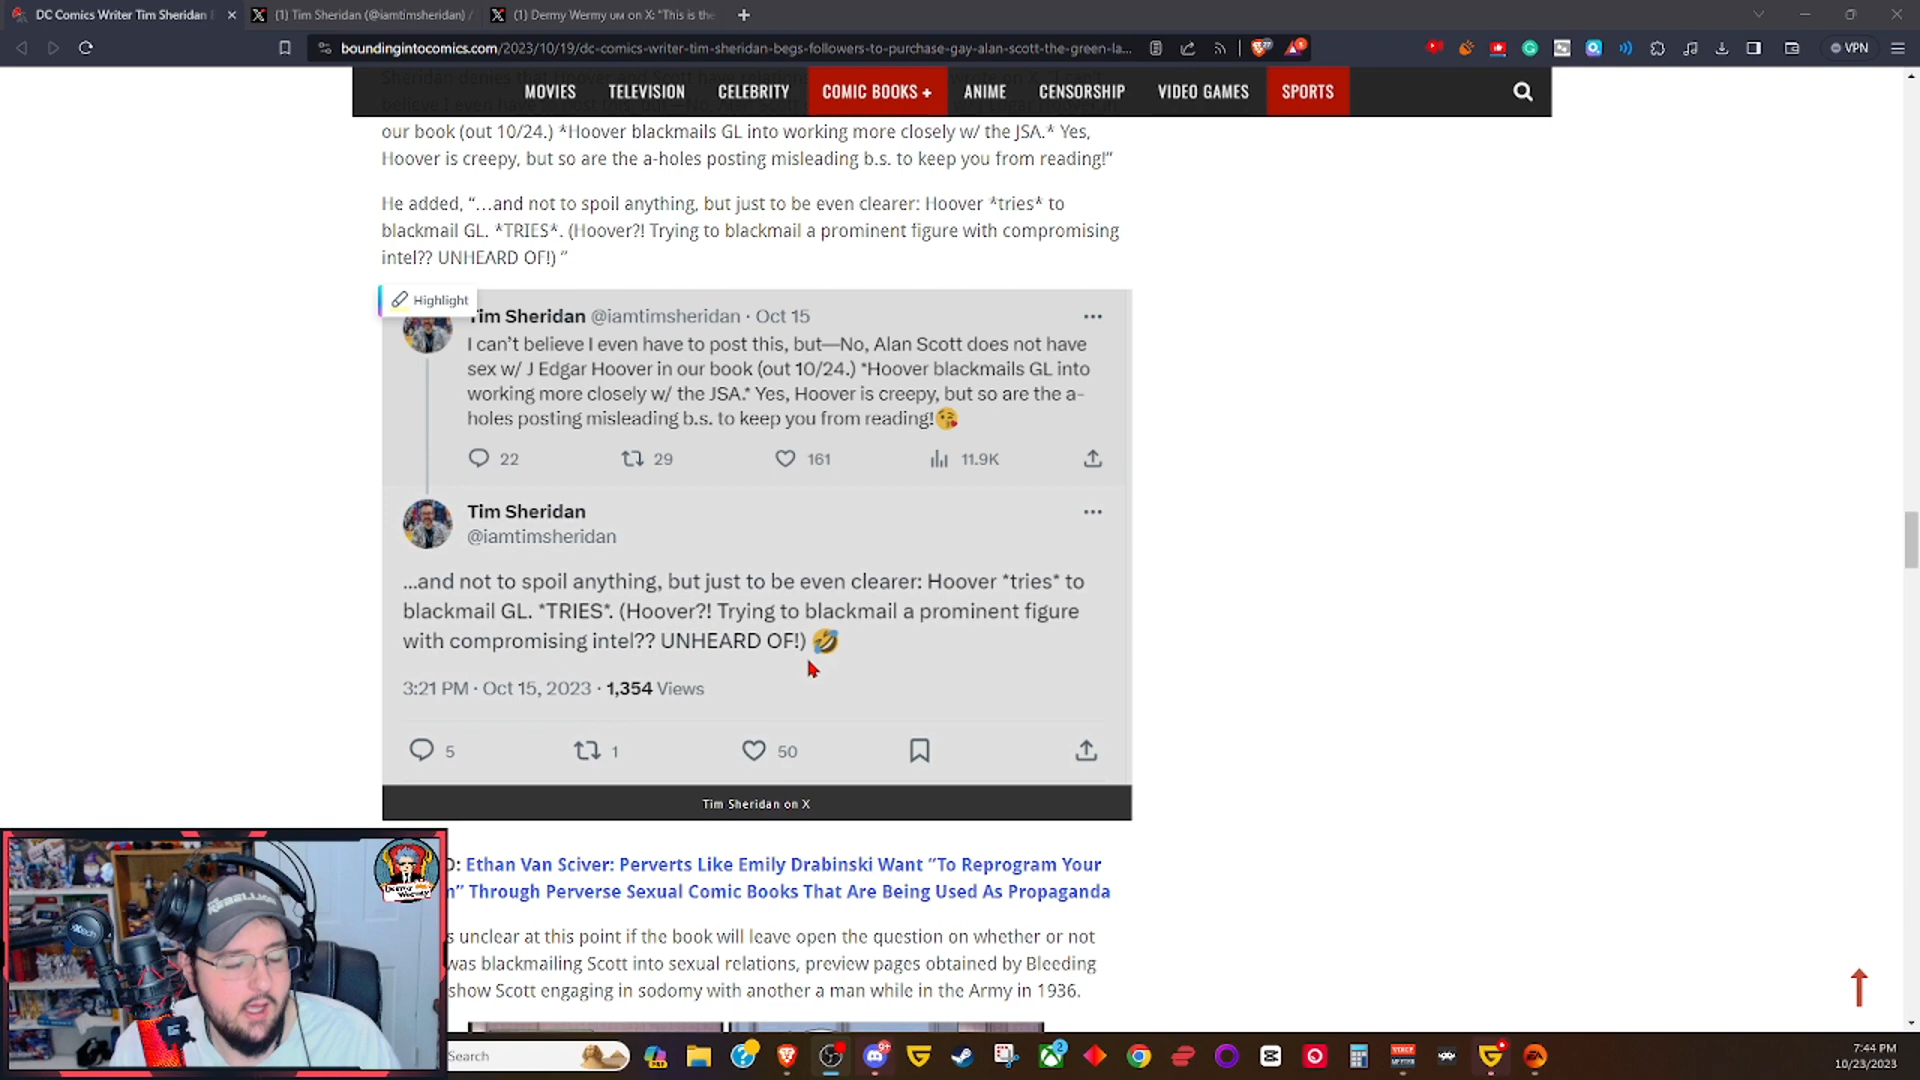 DC Comics Writer Tim Sheridan
(1) Tim Sheridan (@iamtimsheridan) /
(1) Dermy Wermy um on X: "This is the
boundingintocomics.com/2023/10/19/dc-comics-writer-tim-sheridan-begs-followers-to-purchase-gay-alan-scott-the-green-la...
VPN
MOVIES TELEVISION CELEBRITY COMIC BOOKS + ANIME CENSORSHIP VIDEO GAMES SPORTS
our book (out 10/24.) *Hoover blackmails GL into working more closely w/ the JSA.* Yes,
Hoover is creepy, but so are the a-holes posting misleading b.s. to keep you from reading!”
He added, “…and not to spoil anything, but just to be even clearer: Hoover *tries* to
blackmail GL. *TRIES*. (Hoover?! Trying to blackmail a prominent figure with compromising
intel?? UNHEARD OF!) ”
Highlight
Tim Sheridan @iamtimsheridan · Oct 15
I can't believe I even have to post this, but—No, Alan Scott does not have
sex w/ J Edgar Hoover in our book (out 10/24.) *Hoover blackmails GL into
working more closely w/ the JSA.* Yes, Hoover is creepy, but so are the a-
holes posting misleading b.s. to keep you from reading!😘
22 29 161 11.9K
Tim Sheridan
@iamtimsheridan
...and not to spoil anything, but just to be even clearer: Hoover *tries* to
blackmail GL. *TRIES*. (Hoover?! Trying to blackmail a prominent figure
with compromising intel?? UNHEARD OF!) 🤣
3:21 PM · Oct 15, 2023 · 1,354 Views
5 1 50
Tim Sheridan on X
D: Ethan Van Sciver: Perverts Like Emily Drabinski Want “To Reprogram Your
n” Through Perverse Sexual Comic Books That Are Being Used As Propaganda
s unclear at this point if the book will leave open the question on whether or not
was blackmailing Scott into sexual relations, preview pages obtained by Bleeding
show Scott engaging in sodomy with another a man while in the Army in 1936.
Search
7:44 PM
10/23/2023